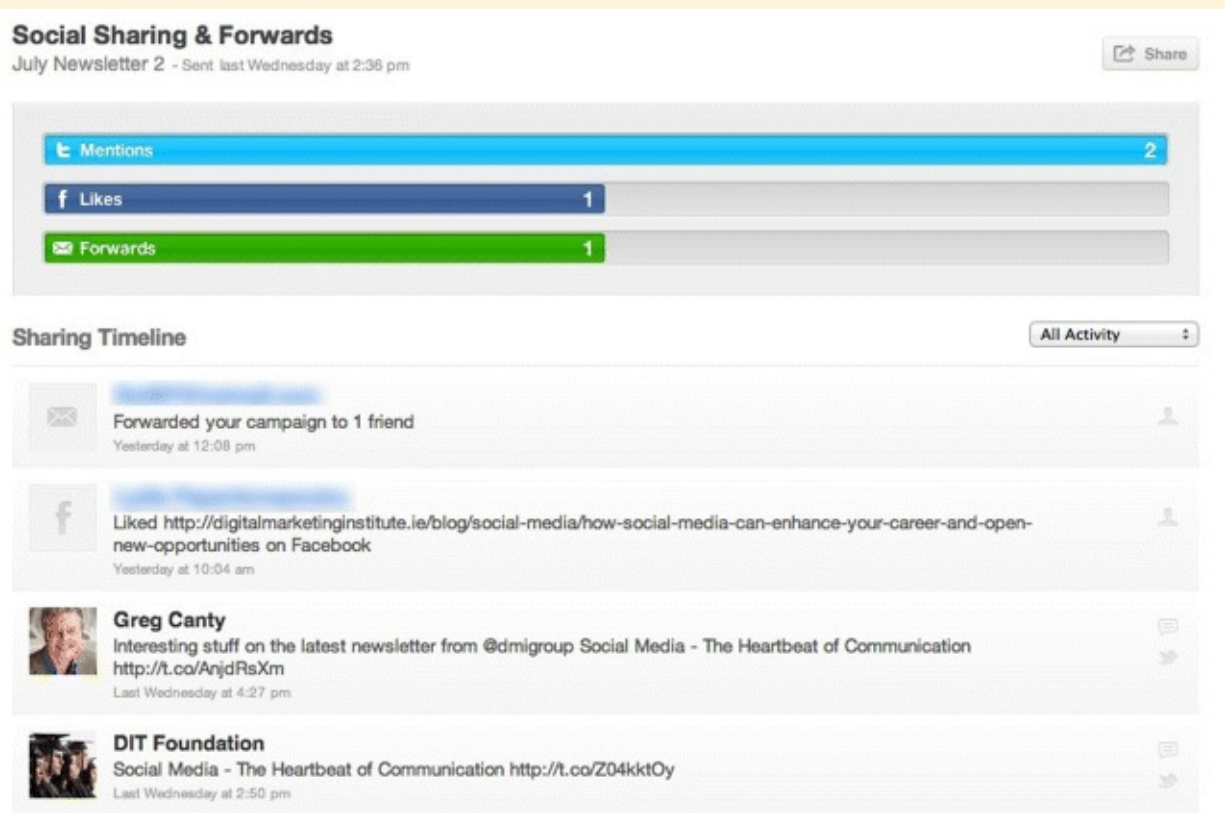 Social Sharing & Forwards
July Newsletter 2 - Sent last Wednesday at 2:36 pm
Share
Mentions 2
f Likes 1
Forwards 1
Sharing Timeline
All Activity
Forwarded your campaign to 1 friend
Yesterday at 12:08 pm
f
Liked http://digitalmarketinginstitute.ie/blog/social-media/how-social-media-can-enhance-your-career-and-open-
new-opportunities on Facebook
Yesterday at 10:04 am
Greg Canty
Interesting stuff on the latest newsletter from @dmigroup Social Media - The Heartbeat of Communication
http://t.co/AnjdRsXm
Last Wednesday at 4:27 pm
DIT Foundation
Social Media - The Heartbeat of Communication http://t.co/Z04kktOy
Last Wednesday at 2:50 pm